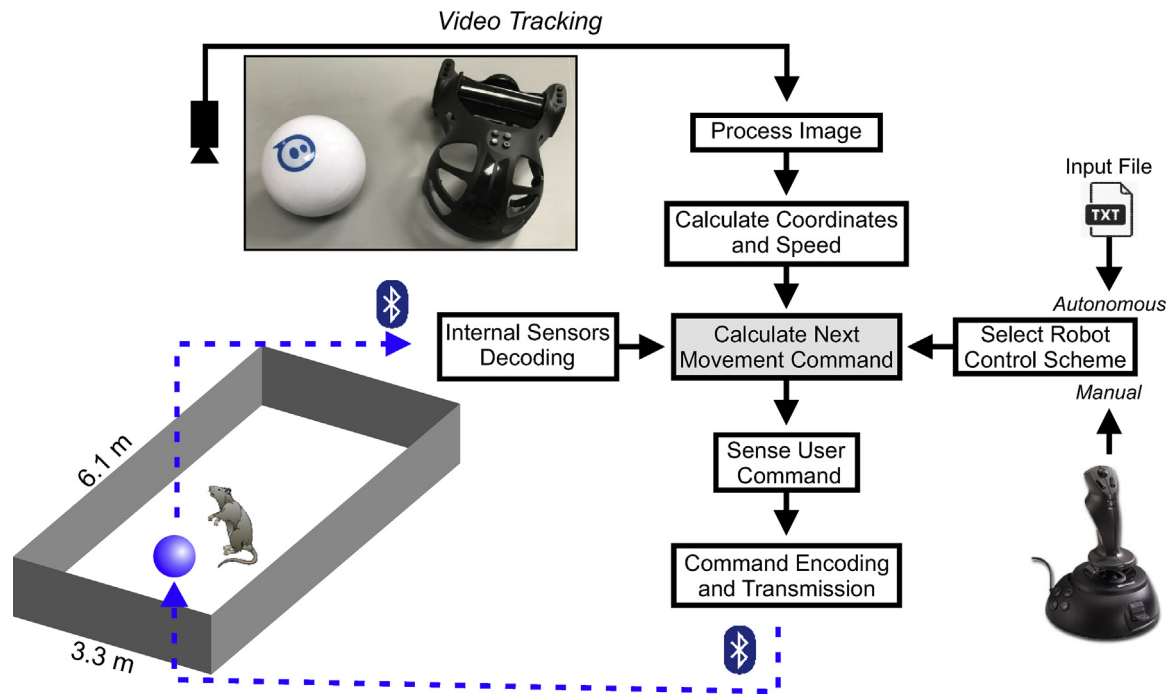 Video Tracking
Process Image
Input File
TXT
Calculate Coordinates
and Speed
Autonomous
Internal Sensors
Decoding
Calculate Next
Movement Command
Select Robot
Control Scheme
Manual
6.1 m
Sense User
Command
Command Encoding
and Transmission
3.3 m